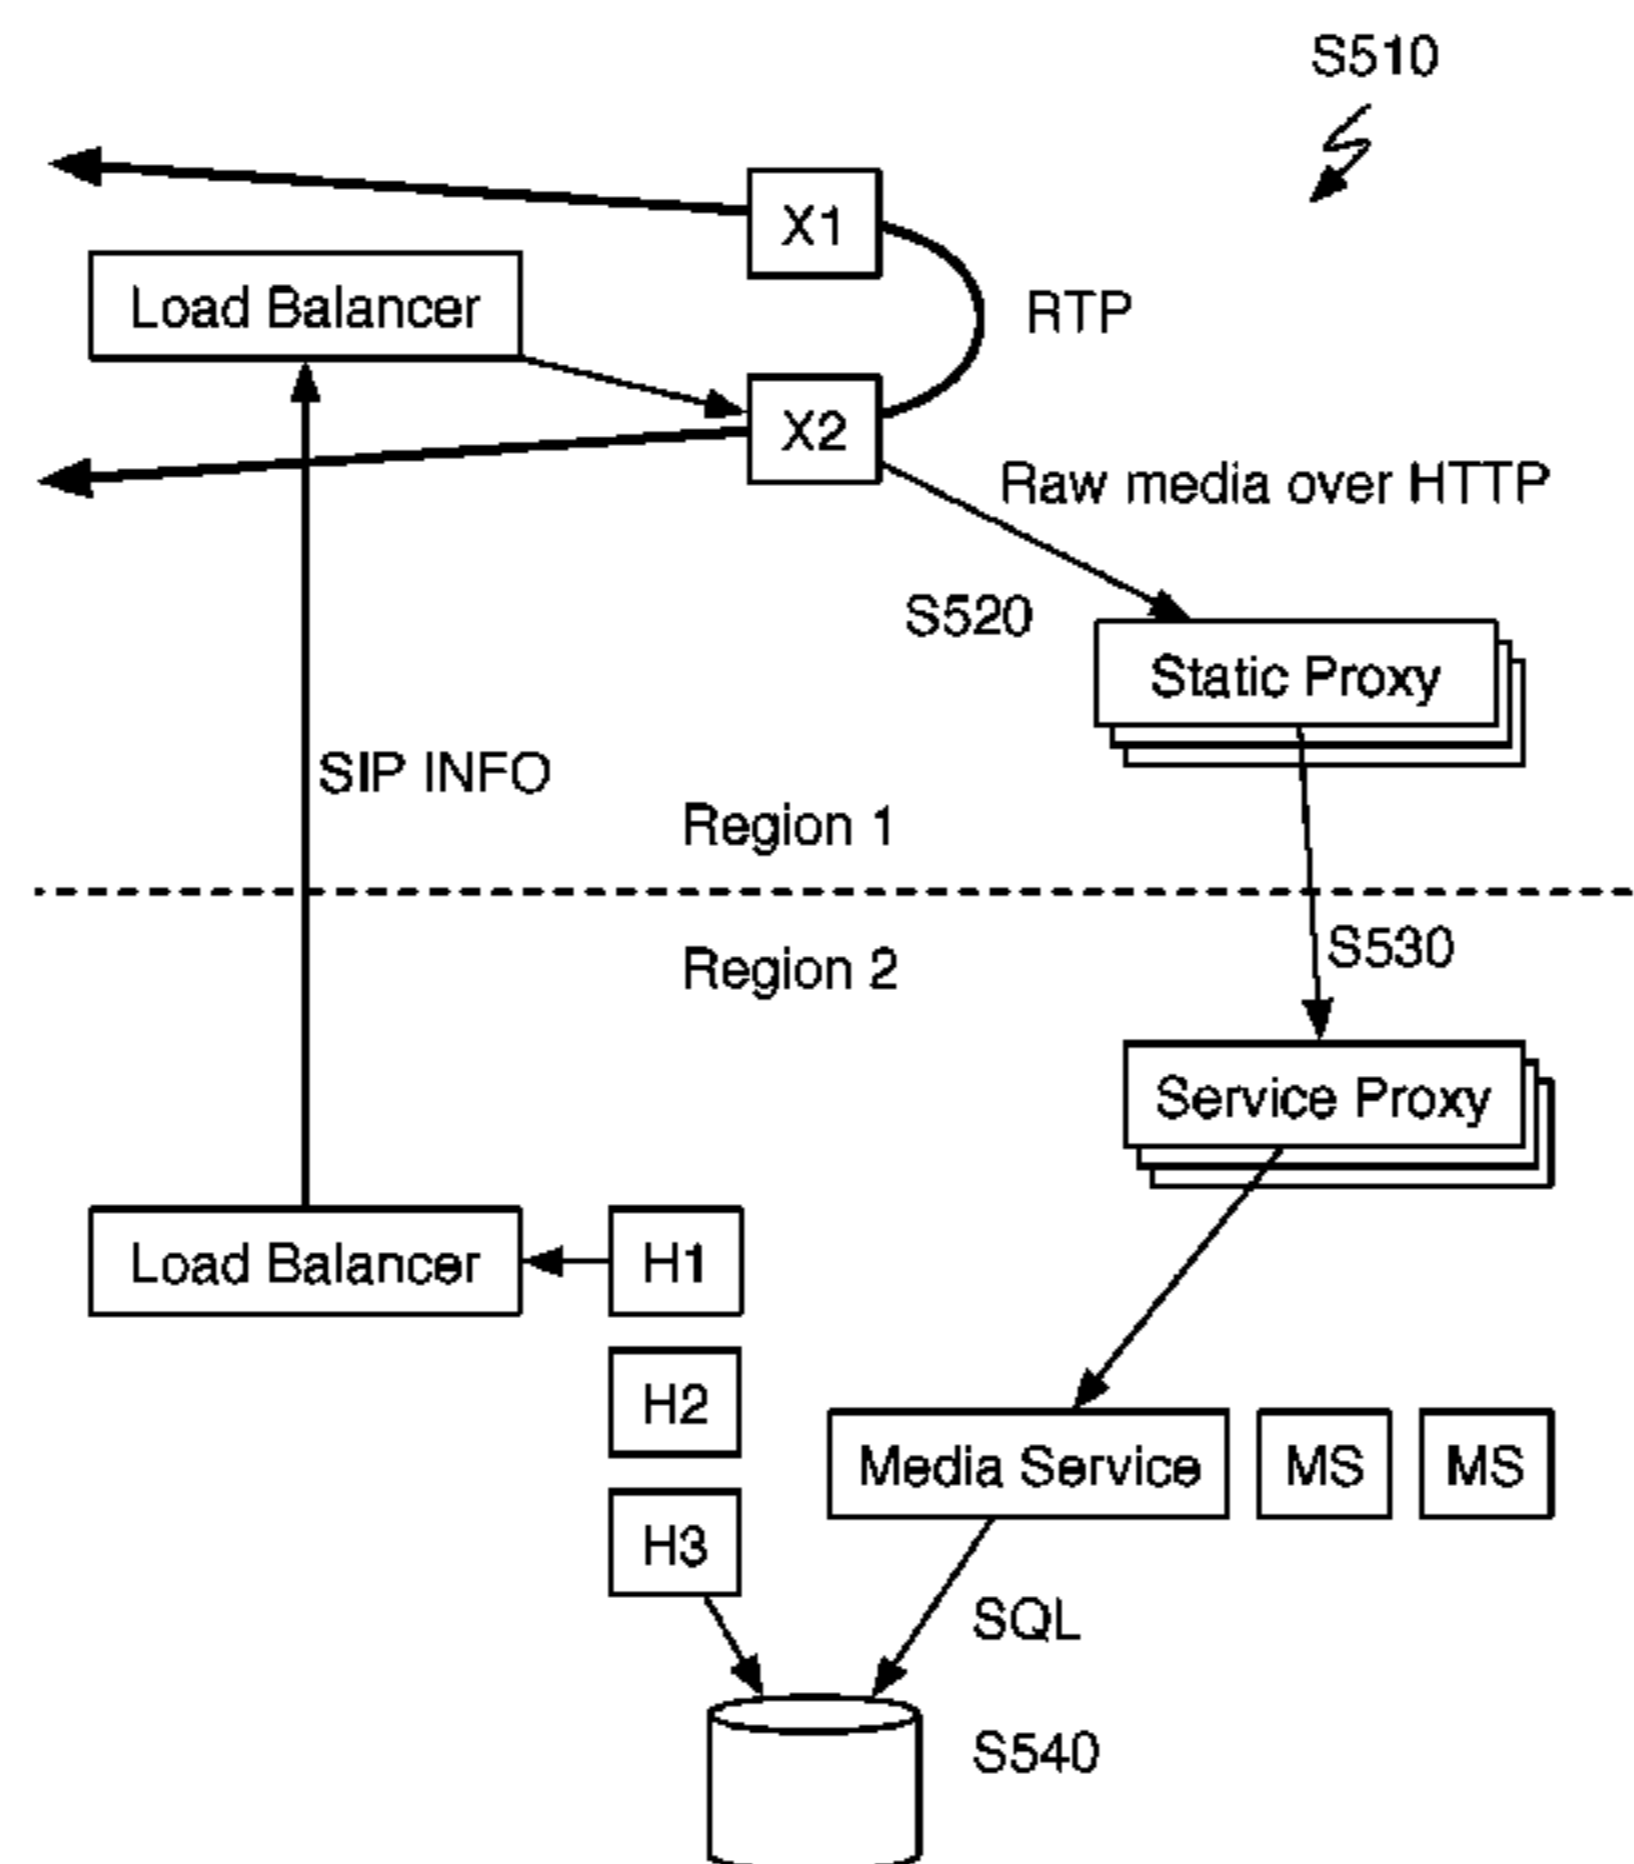 S510
X1
Load Balancer
RTP
X2
Raw media over HTTP
S520
Static Proxy
SIP INFO
Region 1
Region 2
S530
Service Proxy
Load Balancer
H1
H2
Media Service
MS
MS
H3
SQL
S540